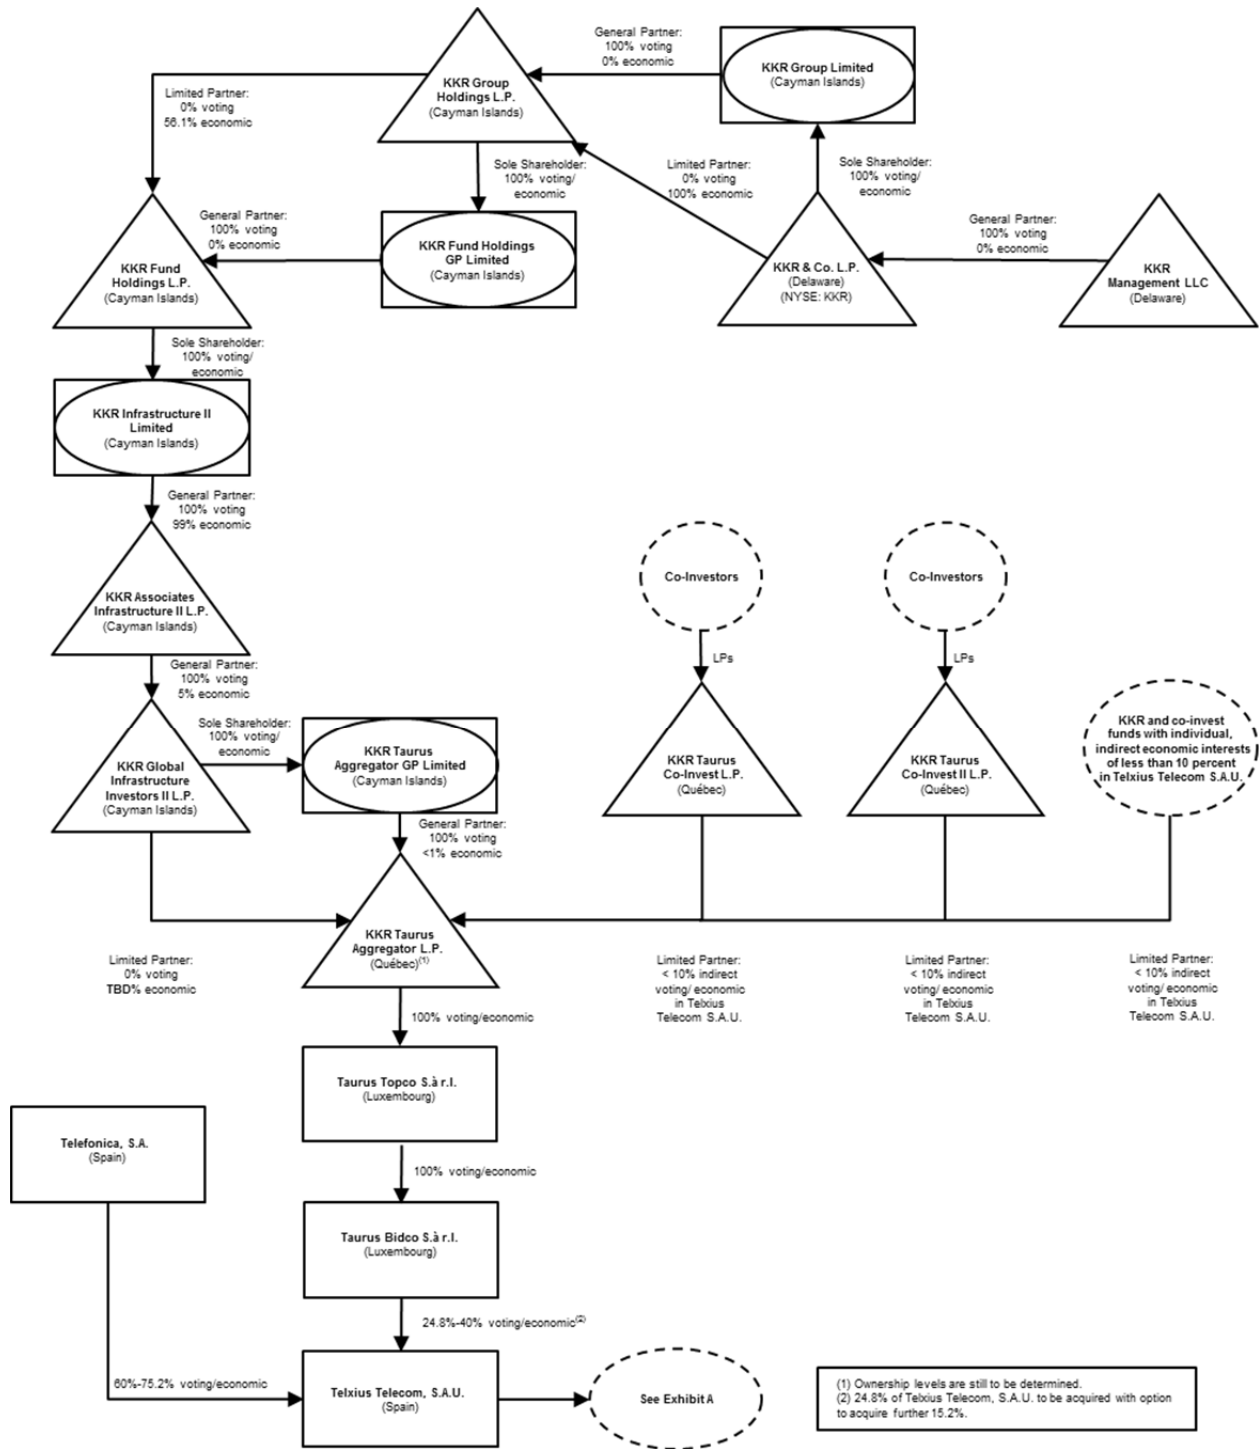 General Partner:
100% voting
0% economic
KKR Group Limited
(Cayman Islands)
KKR Group
Holdings L.P.
(Cayman Islands)
Limited Partner:
0% voting
56.1% economic
Sole Shareholder:
100% voting/
economic
Limited Partner:
0% voting
100% economic
Sole Shareholder:
100% voting/
economic
General Partner:
100% voting
0% economic
General Partner:
100% voting
0% economic
KKR Fund Holdings
GP Limited
(Cayman Islands)
KKR Fund
Holdings L.P.
(Cayman Islands)
KKR & Co. L.P.
(Delaware)
(NYSE: KKR)
KKR
Management LLC
(Delaware)
Sole Shareholder:
100% voting/
economic
KKR Infrastructure II
Limited
(Cayman Islands)
General Partner:
100% voting
99% economic
KKR Associates
Infrastructure II L.P.
(Cayman Islands)
Co-Investors
Co-Investors
LPs
LPs
General Partner:
100% voting
5% economic
Sole Shareholder:
100% voting/
economic
KKR Global
Infrastructure
Investors II L.P.
(Cayman Islands)
KKR Taurus
Aggregator GP Limited
(Cayman Islands)
KKR Taurus
Co-Invest L.P.
(Québec)
KKR Taurus
Co-Invest II L.P.
(Québec)
KKR and co-invest
funds with individual,
indirect economic interests
of less than 10 percent
in Telxius Telecom S.A.U.
General Partner:
100% voting
<1% economic
KKR Taurus
Aggregator L.P.
(Québec)(1)
Limited Partner:
0% voting
TBD% economic
Limited Partner:
< 10% indirect
voting/ economic
in Telxius
Telecom S.A.U.
Limited Partner:
< 10% indirect
voting/ economic
in Telxius
Telecom S.A.U.
Limited Partner:
< 10% indirect
voting/ economic
in Telxius
Telecom S.A.U.
100% voting/economic
Taurus Topco S.à r.l.
(Luxembourg)
Telefonica, S.A.
(Spain)
100% voting/economic
Taurus Bidco S.à r.l.
(Luxembourg)
24.8%-40% voting/economic(2)
60%-75.2% voting/economic
Telxius Telecom, S.A.U.
(Spain)
See Exhibit A
(1) Ownership levels are still to be determined.
(2) 24.8% of Telxius Telecom, S.A.U. to be acquired with option
to acquire further 15.2%.